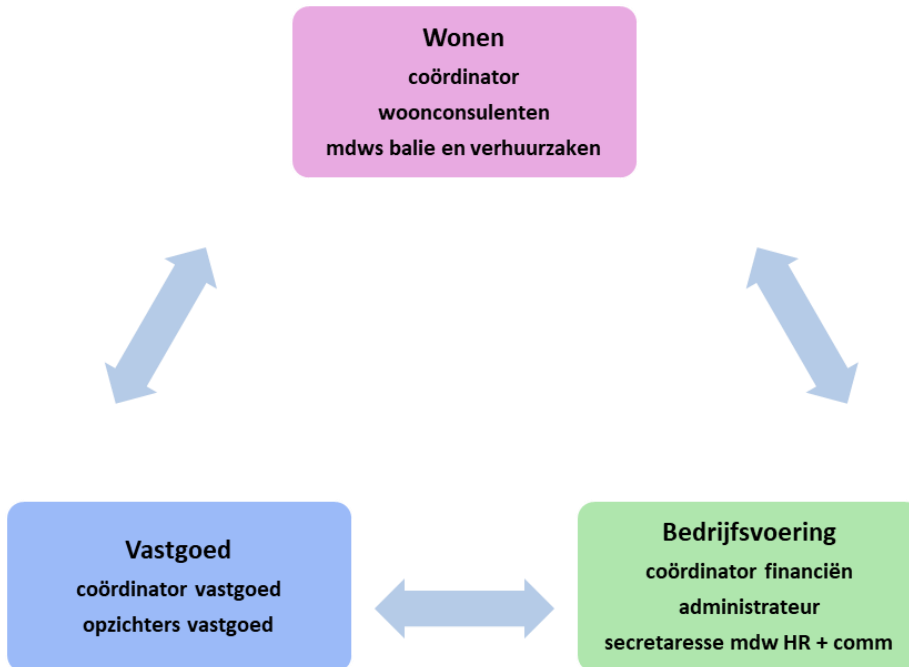 Wonen
coördinator
woonconsulenten
mdws balie en verhuurzaken
Vastgoed
coördinator vastgoed
opzichters vastgoed
Bedrijfsvoering
coördinator financiën
administrateur
secretaresse mdw HR + comm